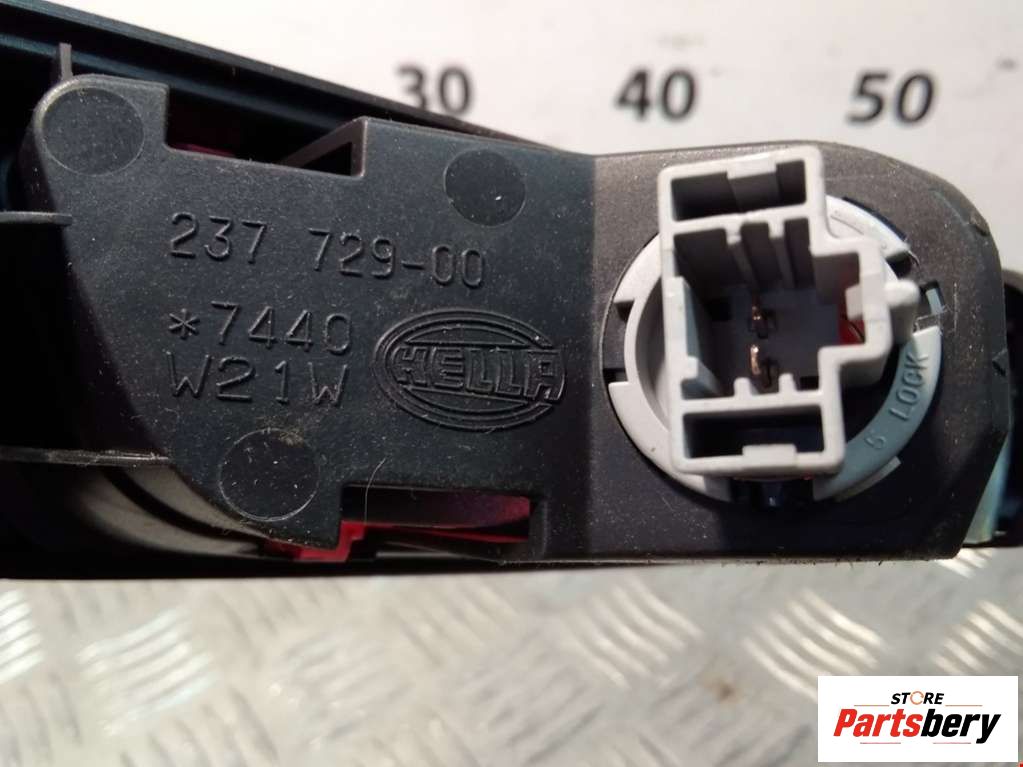 30 40 50
237 729-00
*7440
W21W
HELLA
LOCK
STORE
Partsbery